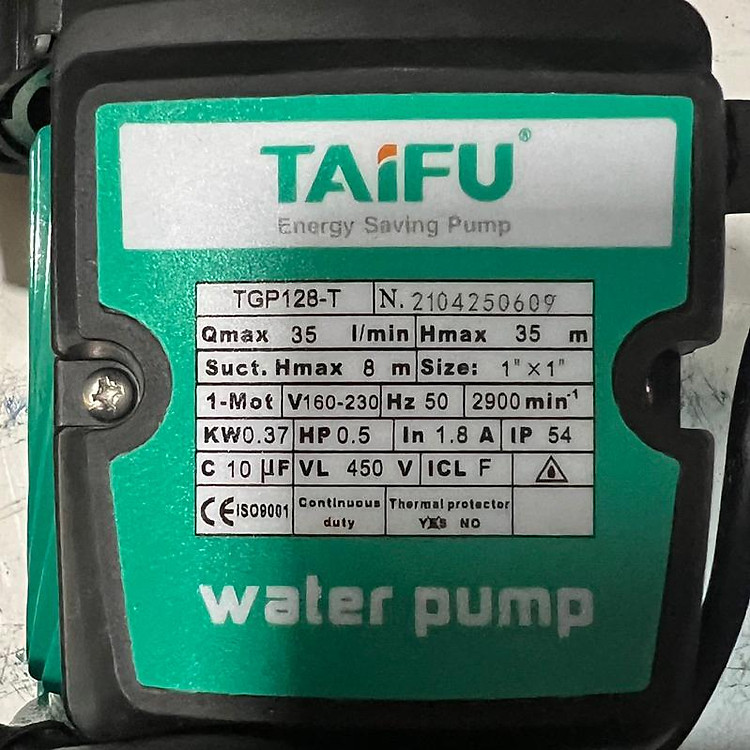 TAiFU®
Energy Saving Pump
TGP128-T N. 2104250609
Qmax 35 l/min Hmax 35 m
Suct. Hmax 8 m Size: 1" × 1"
1-Mot V160-230 Hz 50 2900 min⁻¹
KW0.37 HP 0.5 In 1.8 A IP 54
C 10 µF VL 450 V ICL F
CE ISO9001 Continuous duty Thermal protector
YES NO
water pump